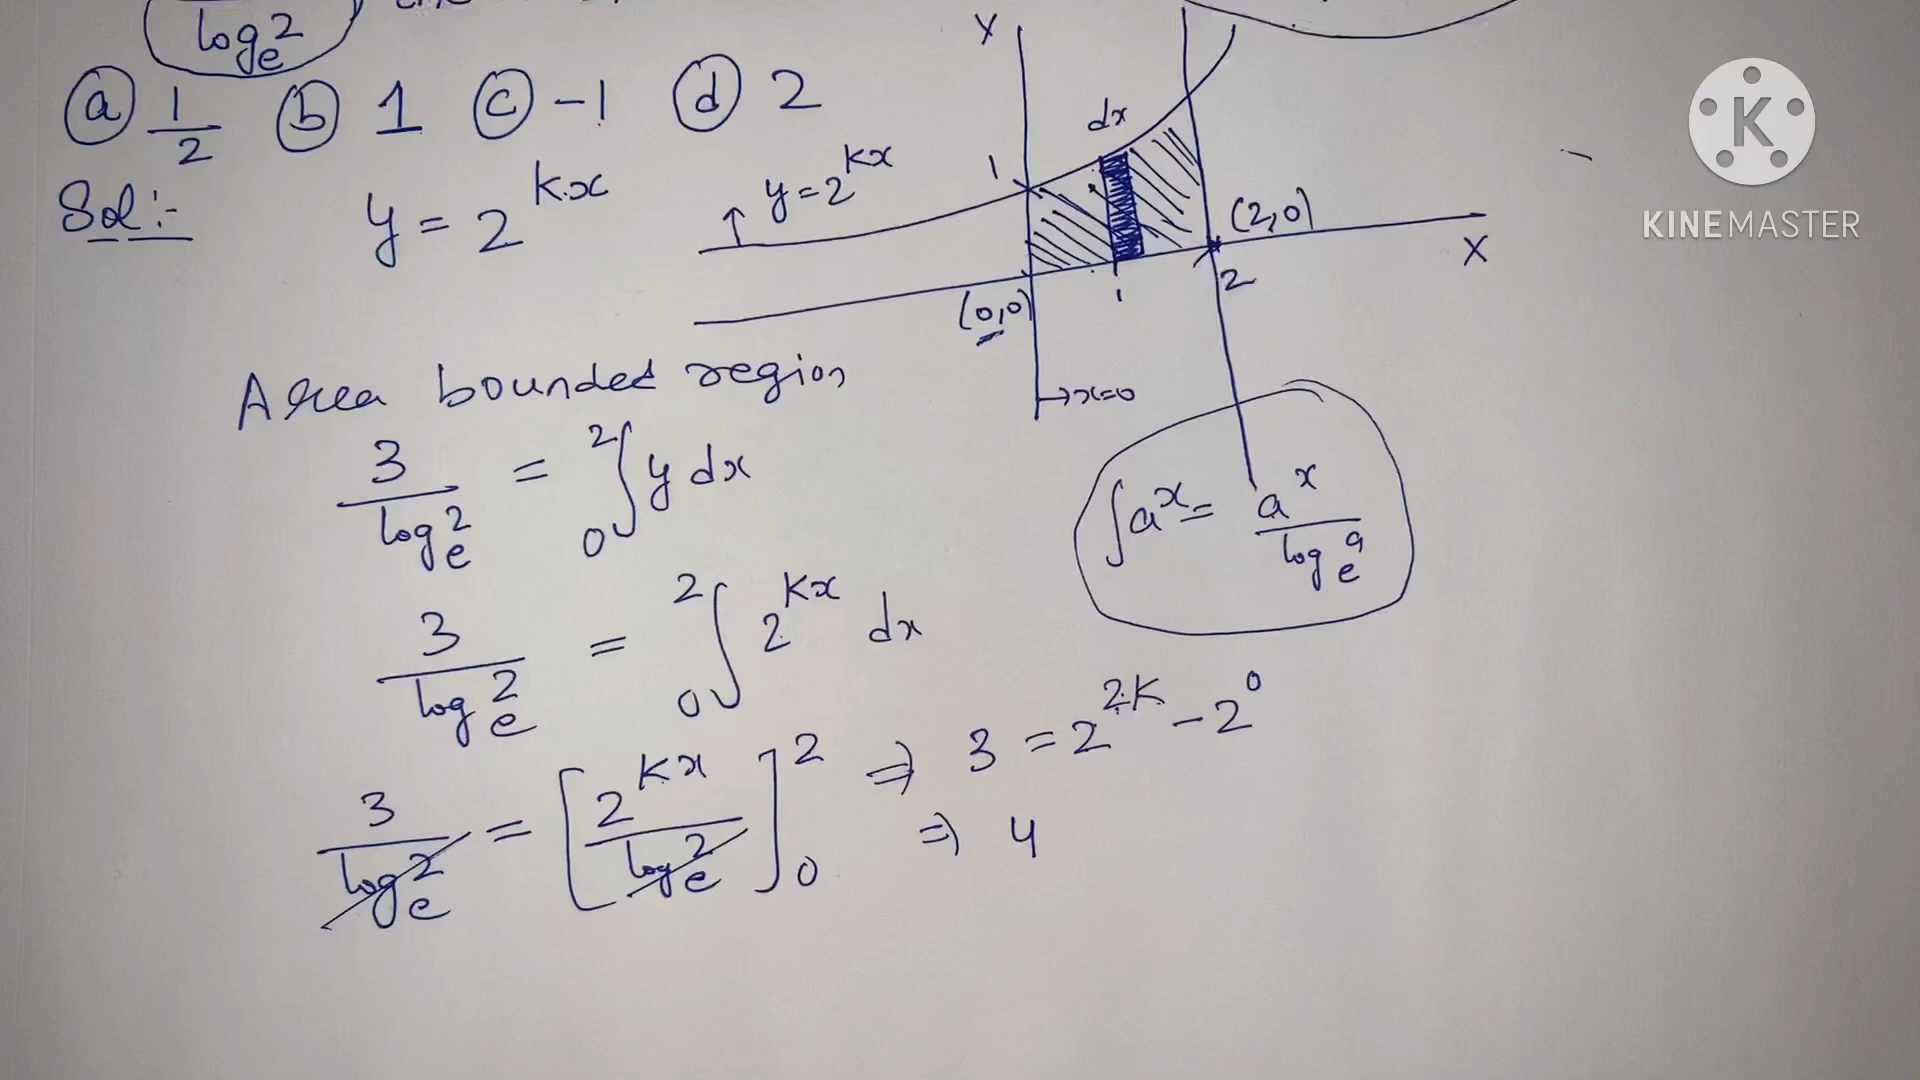 log_e 2
(a) 1/2 (b) 1 (c) -1 (d) 2
Sol:- y = 2^{kx}
Y
dx
1
y = 2^{kx}
(2,0)
X
(0,0)
1
2
→ x=0
Area bounded region
3/log_e 2 = ∫_0^2 y dx
∫a^x = a^x/log_e a
3/log_e 2 = ∫_0^2 2^{kx} dx
3/log_e 2 = [2^{kx}/log_e 2]_0^2 ⇒ 3 = 2^{2k} - 2^0
⇒ 4
K
KINEMASTER